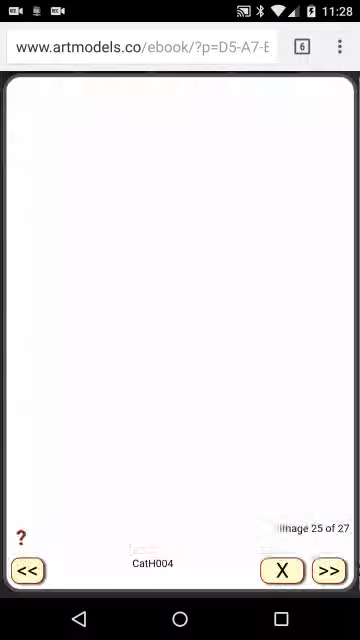 11:28
www.artmodels.co/ebook/?p=D5-A7-E
6
Image 25 of 27
?
CatH004
<<
X
>>